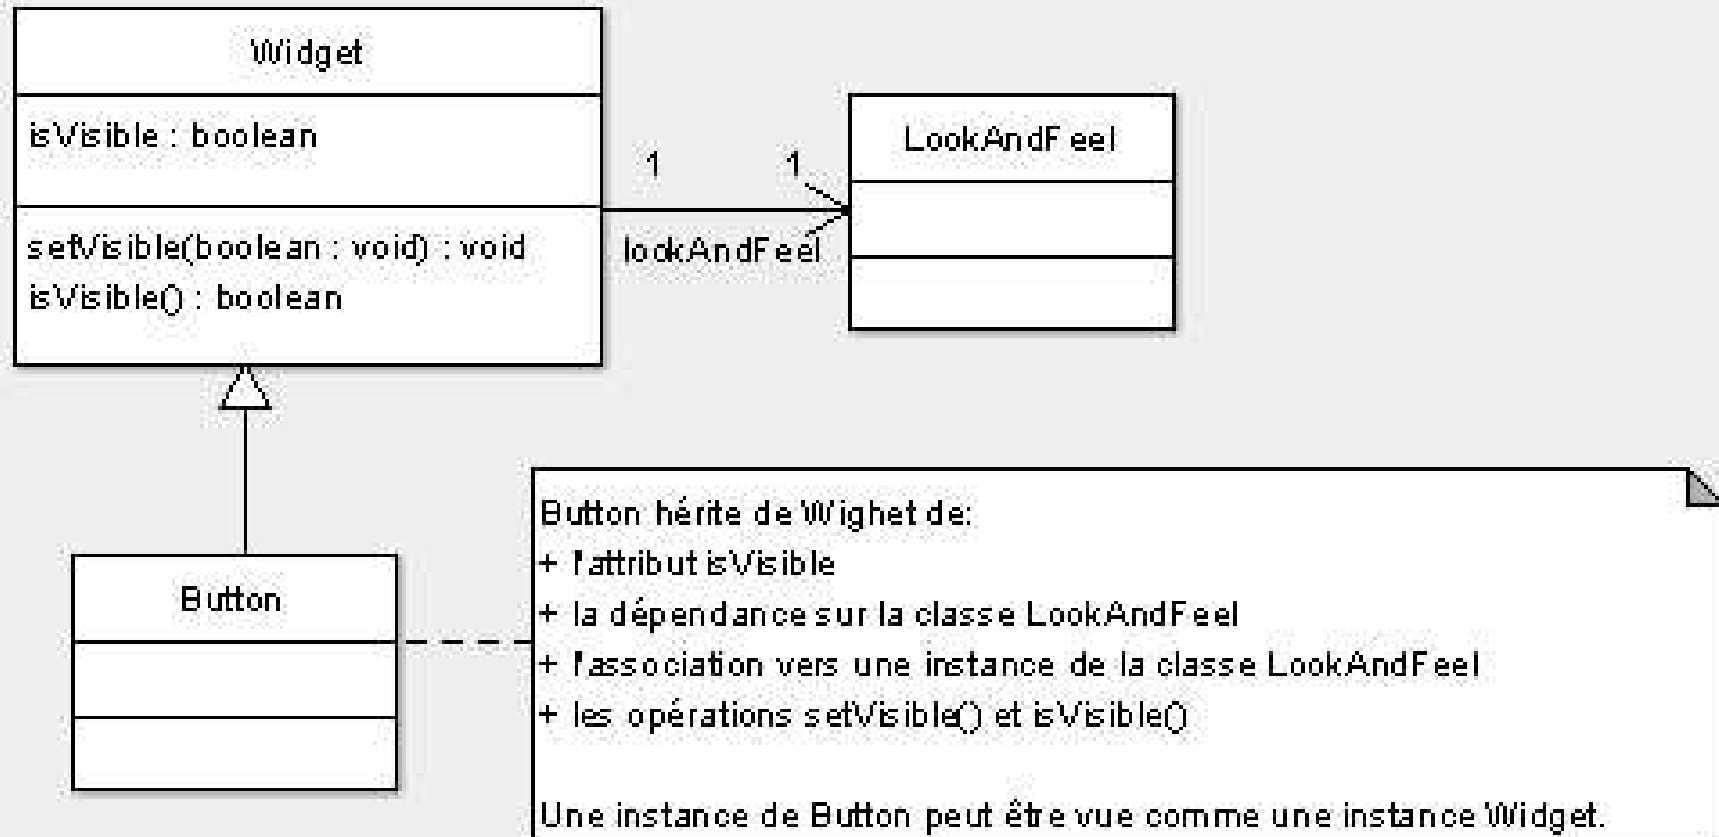 Widget
isVisible : boolean
setVisible(boolean : void) : void
isVisible() : boolean
1
1
lookAndFeel
LookAndFeel
Button
Button hérite de Wighet de:
+ l'attribut isVisible
+ la dépendance sur la classe LookAndFeel
+ l'association vers une instance de la classe LookAndFeel
+ les opérations setVisible() et isVisible()
Une instance de Button peut être vue comme une instance Widget.